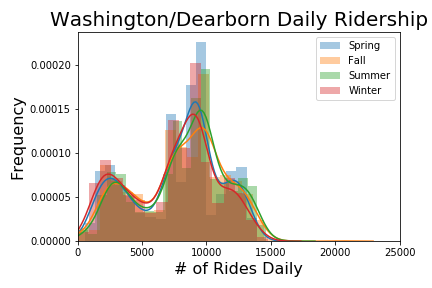 Washington/Dearborn Daily Ridership
Spring
Fall
Summer
Winter
Frequency
0.00020
0.00015
0.00010
0.00005
0.00000
0 5000 10000 15000 20000 25000
# of Rides Daily